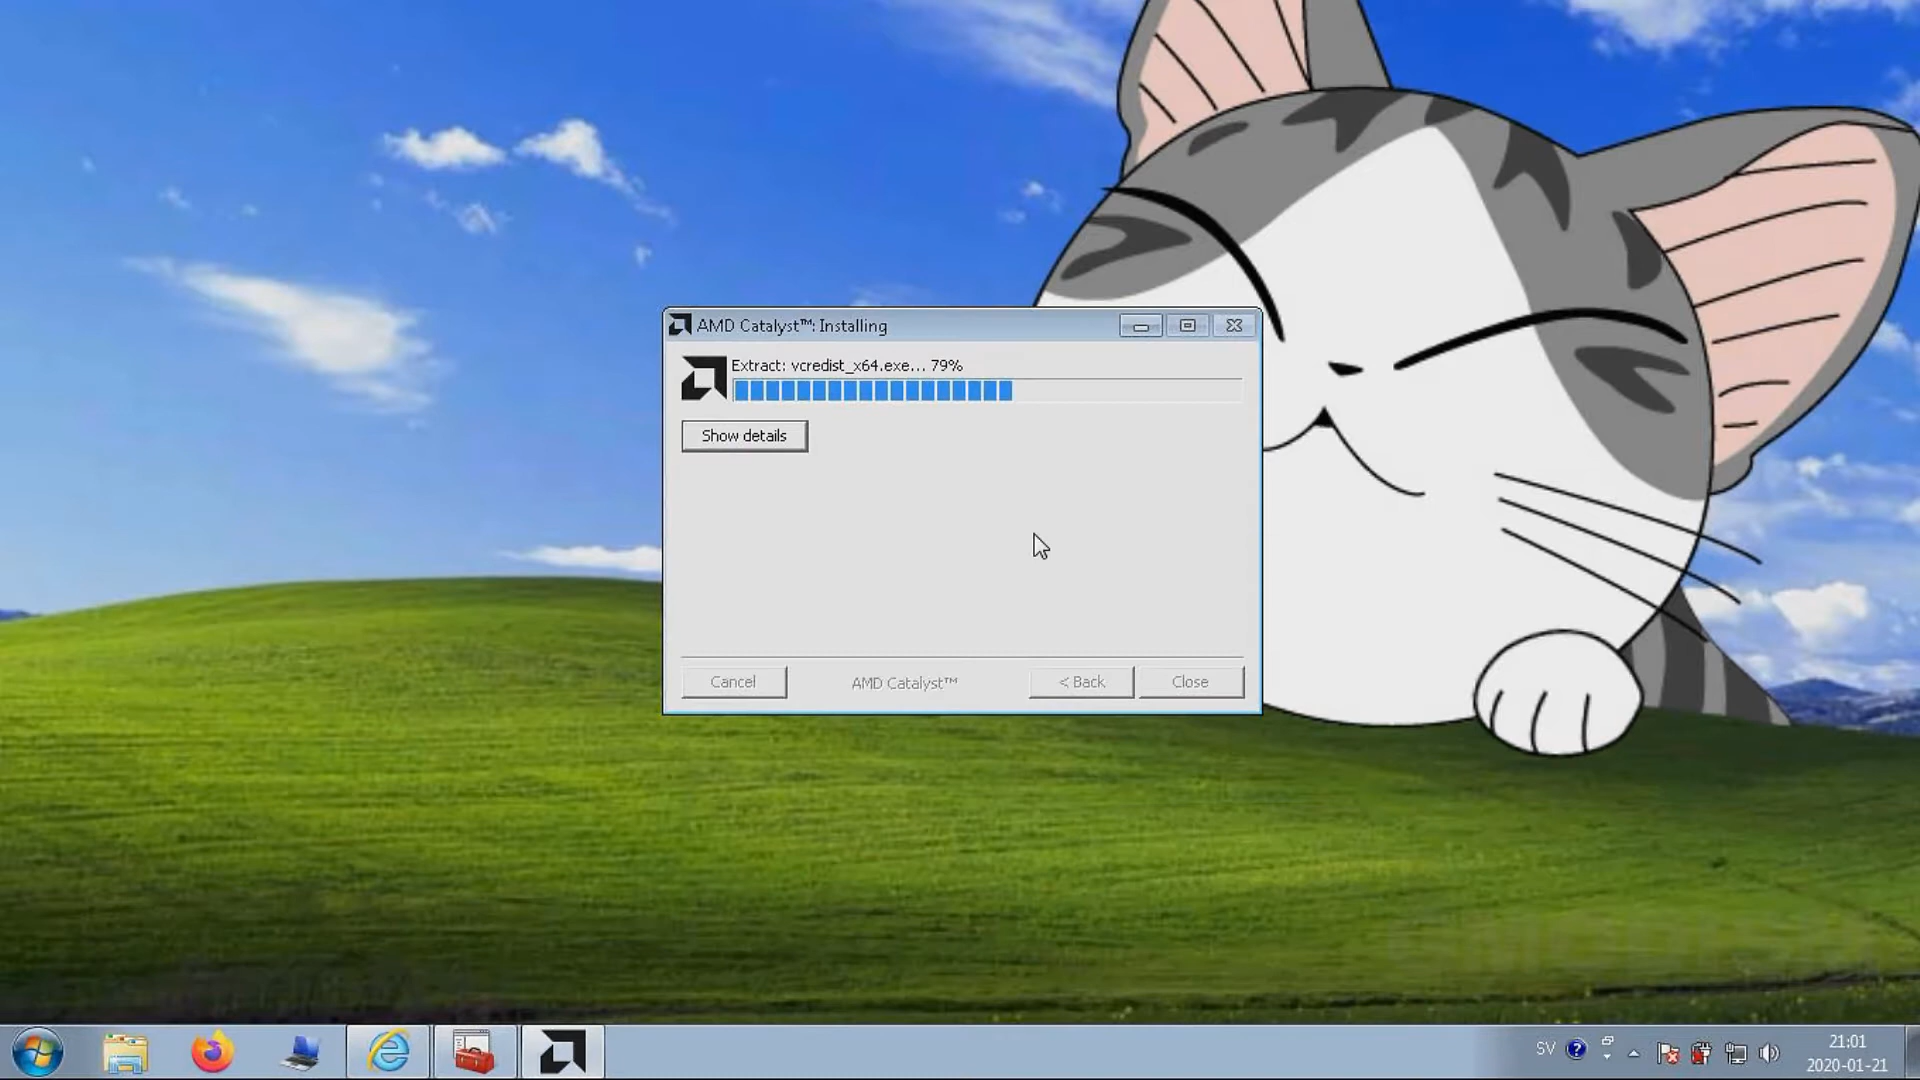 AMD Catalyst™: Installing
Extract: vcredist_x64.exe... 79%
Show details
Cancel
AMD Catalyst™
< Back
Close
SV
21:01
2020-01-21